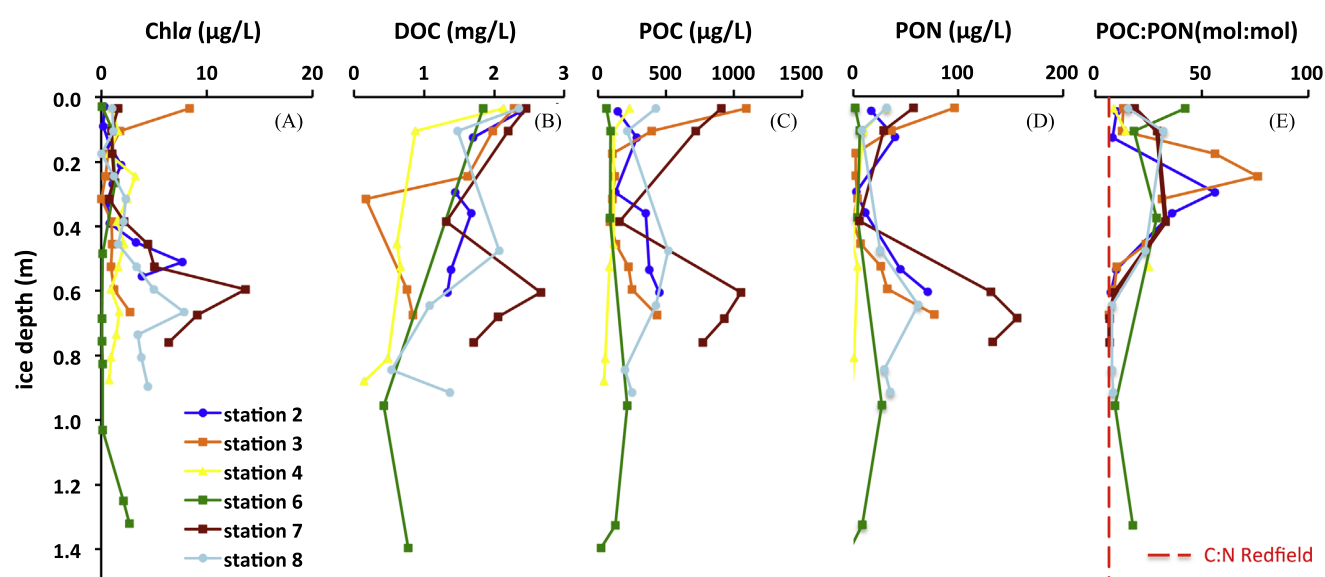 Chla (µg/L) DOC (mg/L) POC (µg/L) PON (µg/L) POC:PON(mol:mol)
0 10 20 0 1 2 3 0 500 1000 1500 0 100 200 0 50 100
0.0
(A) (B) (C) (D) (E)
0.2
0.4
0.6
0.8
1.0
1.2
1.4
ice depth (m)
station 2
station 3
station 4
station 6
station 7
station 8
C:N Redfield